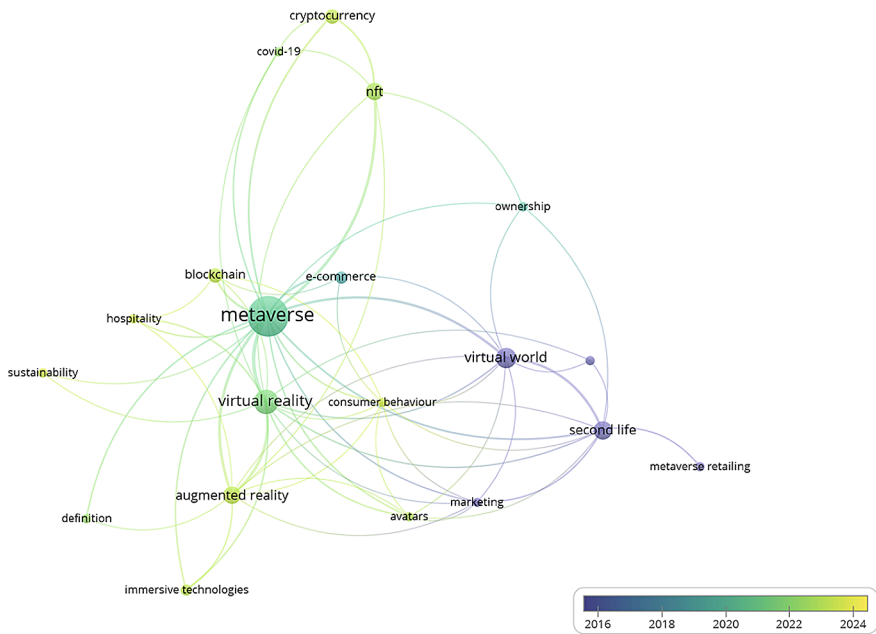 cryptocurrency
covid-19
nft
ownership
blockchain
e-commerce
metaverse
hospitality
virtual world
sustainability
virtual reality
consumer behaviour
second life
metaverse retailing
augmented reality
marketing
definition
avatars
immersive technologies
2016 2018 2020 2022 2024